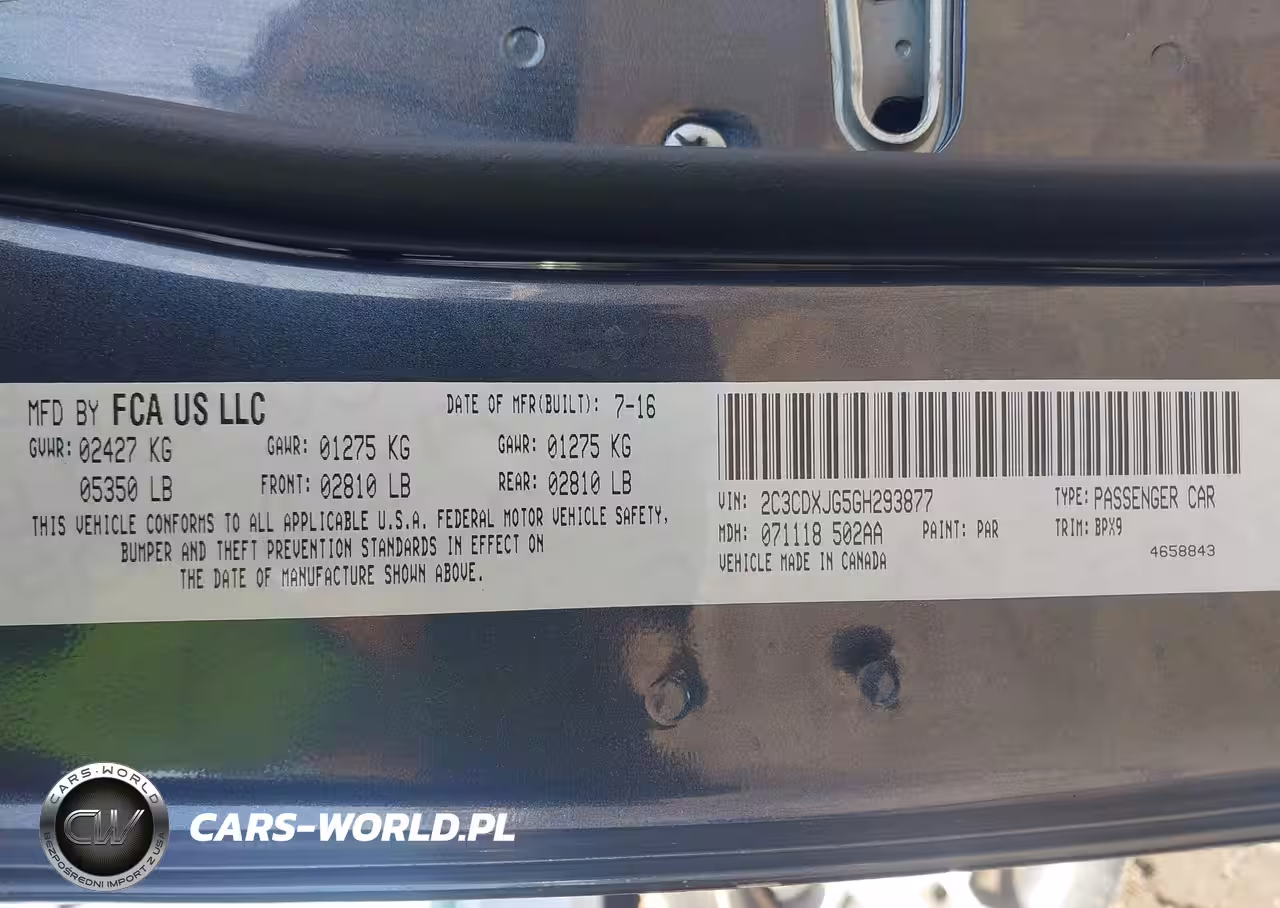 MFD BY FCA US LLC
DATE OF MFR(BUILT): 7-16
GVWR: 02427 KG
GAWR: 01275 KG
GAWR: 01275 KG
05350 LB
FRONT: 02810 LB
REAR: 02810 LB
THIS VEHICLE CONFORMS TO ALL APPLICABLE U.S.A. FEDERAL MOTOR VEHICLE SAFETY,
BUMPER AND THEFT PREVENTION STANDARDS IN EFFECT ON
THE DATE OF MANUFACTURE SHOWN ABOVE.
VIN: 2C3CDXJG5GH293877
TYPE: PASSENGER CAR
MDH: 071118 502AA
PAINT: PAR
TRIM: BPX9
VEHICLE MADE IN CANADA
4658843
CARS-WORLD
CW
BEZPOŚREDNI IMPORT Z USA
CARS-WORLD.PL